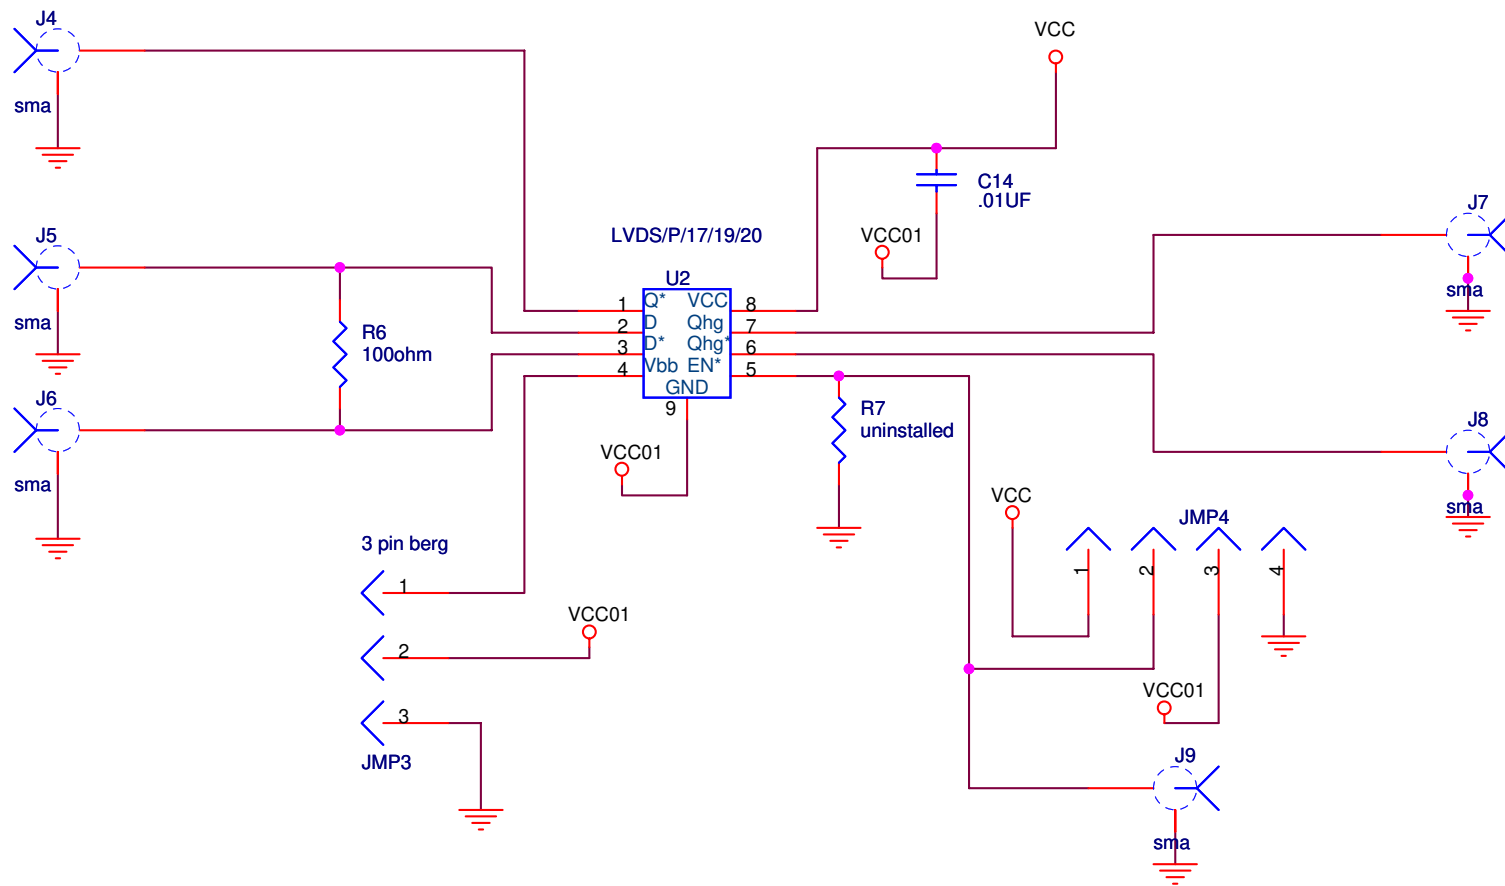 J4
sma
VCC
C14
.01UF
VCC01
J7
sma
LVDS/P/17/19/20
J5
sma
U2
1 Q* VCC 8
2 D Qhg 7
3 D* Qhg* 6
4 Vbb EN* 5
GND
9
R6
100ohm
J6
sma
R7
uninstalled
J8
sma
VCC01
VCC
JMP4
1 2 3 4
3 pin berg
1
2
3
JMP3
VCC01
VCC01
J9
sma